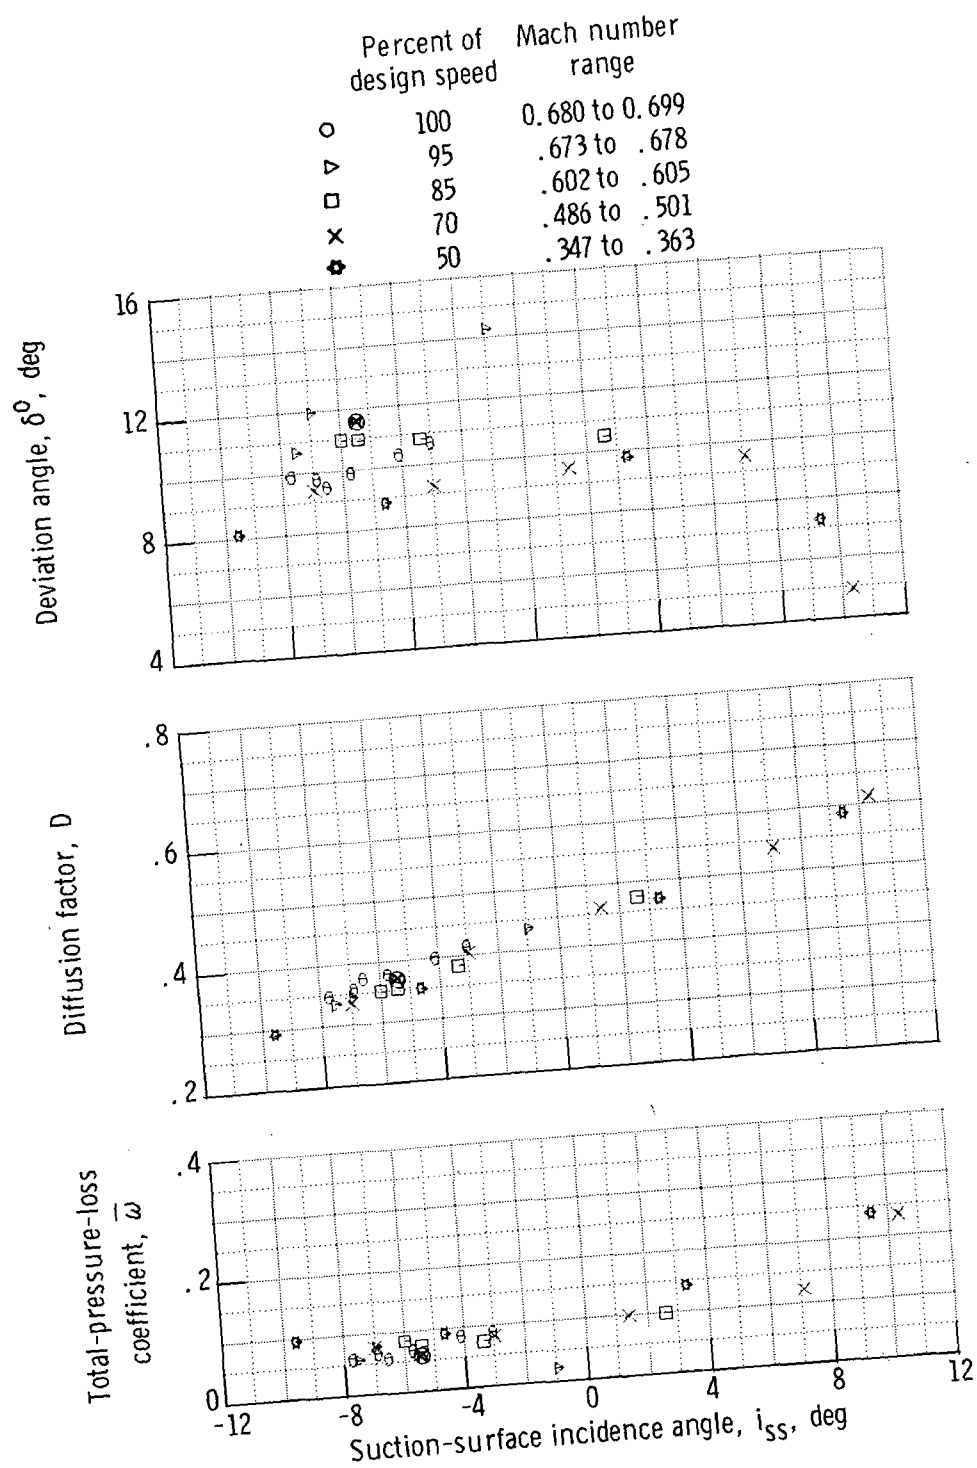 Percent of design speed
Mach number range
100 0.680 to 0.699
95 .673 to .678
85 .602 to .605
70 .486 to .501
50 .347 to .363
Deviation angle, δ°, deg
16
12
8
4
Diffusion factor, D
.8
.6
.4
.2
Total-pressure-loss
coefficient, ω̅
.4
.2
0
-12 -8 -4 0 4 8 12
Suction-surface incidence angle, iss, deg